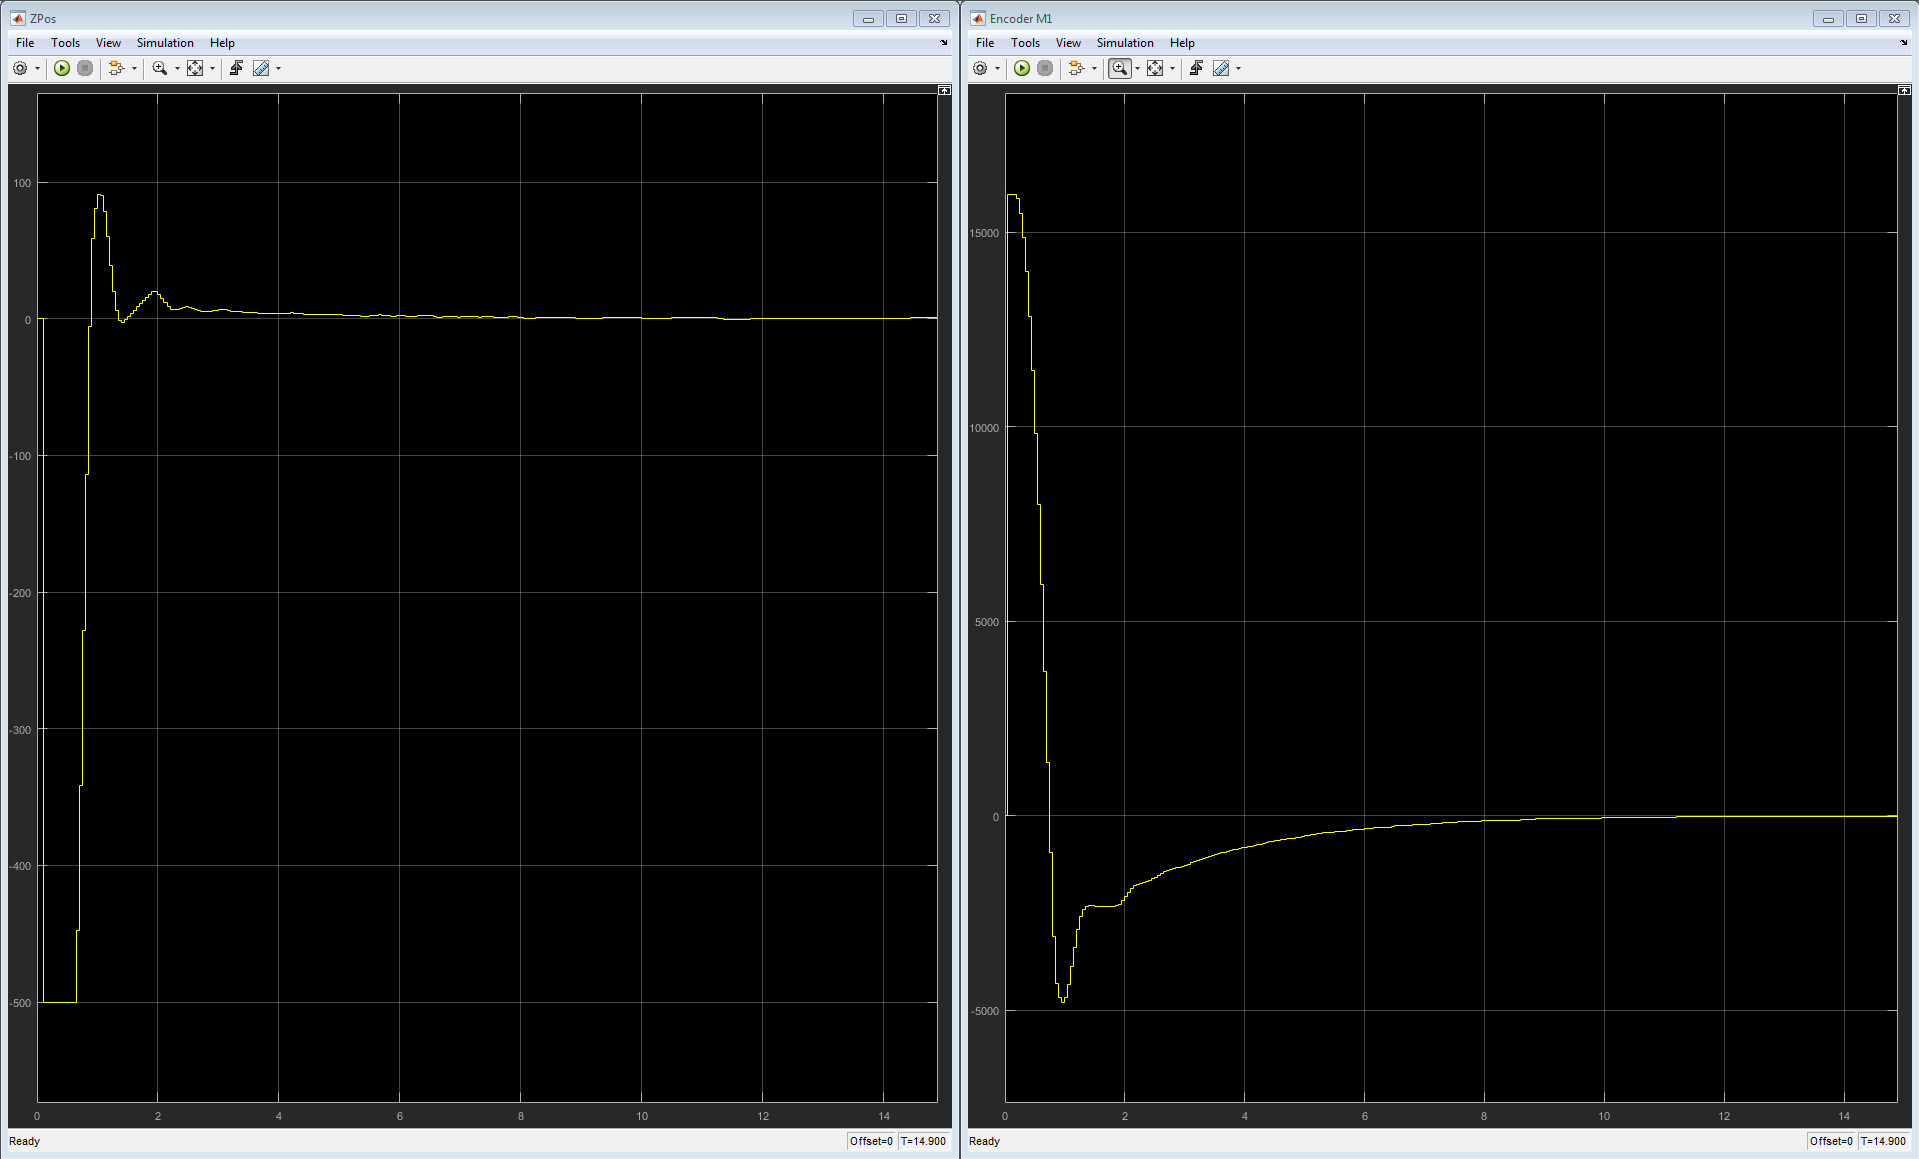 ZPos
File Tools View Simulation Help
100
0
-100
-200
-300
-400
-500
0 2 4 6 8 10 12 14
Ready Offset=0 T=14.900
Encoder M1
File Tools View Simulation Help
15000
10000
5000
0
-5000
0 2 4 6 8 10 12 14
Ready Offset=0 T=14.900